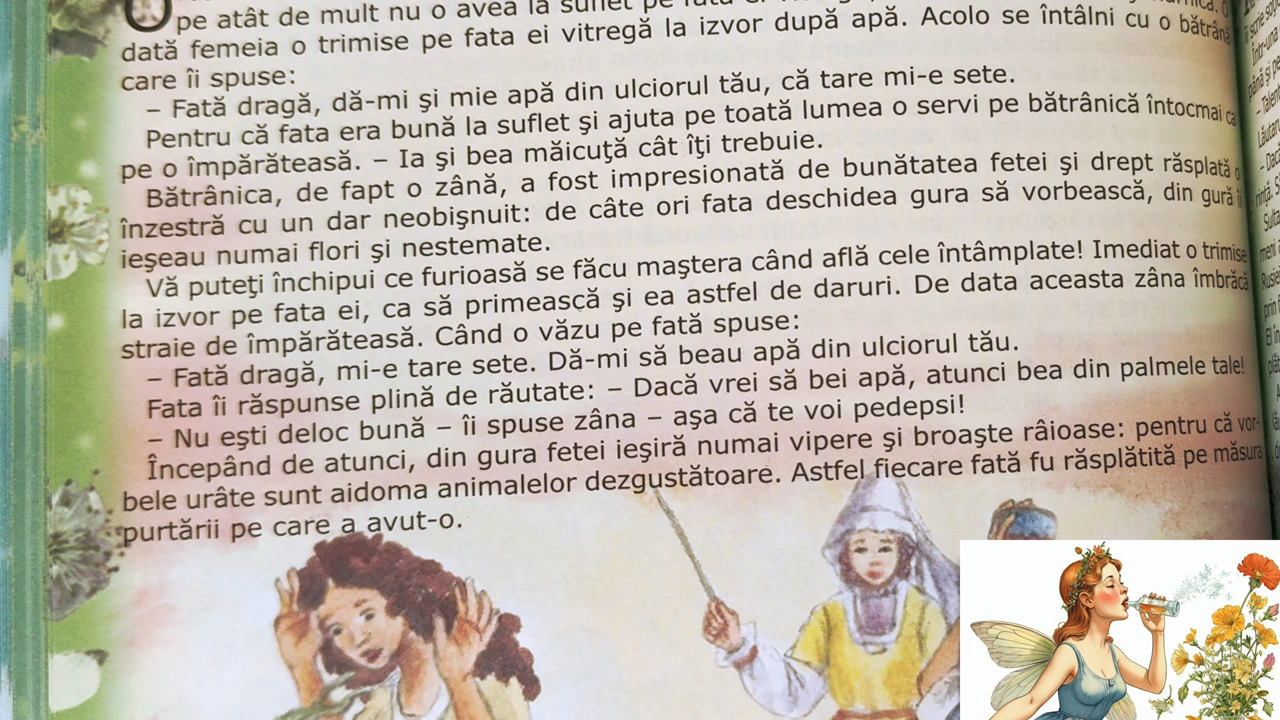 O
pe atât de mult nu o avea la suflet pe fata ei
dată femeia o trimise pe fata ei vitregă la izvor după apă. Acolo se întâlni cu o bătrână
care îi spuse:
– Fată dragă, dă-mi şi mie apă din ulciorul tău, că tare mi-e sete.
Pentru că fata era bună la suflet şi ajuta pe toată lumea o servi pe bătrânică întocmai ca
pe o împărăteasă. – Ia şi bea măicuţă cât îţi trebuie.
Bătrânica, de fapt o zână, a fost impresionată de bunătatea fetei şi drept răsplată o
înzestră cu un dar neobişnuit: de câte ori fata deschidea gura să vorbească, din gură îi
ieşeau numai flori şi nestemate.
Vă puteţi închipui ce furioasă se făcu maştera când află cele întâmplate! Imediat o trimise
la izvor pe fata ei, ca să primească şi ea astfel de daruri. De data aceasta zâna îmbrăcă
straie de împărăteasă. Când o văzu pe fată spuse:
– Fată dragă, mi-e tare sete. Dă-mi să beau apă din ulciorul tău.
Fata îi răspunse plină de răutate: – Dacă vrei să bei apă, atunci bea din palmele tale!
– Nu eşti deloc bună – îi spuse zâna – aşa că te voi pedepsi!
Începând de atunci, din gura fetei ieşiră numai vipere şi broaşte râioase: pentru că vor-
bele urâte sunt aidoma animalelor dezgustătoare. Astfel fiecare fată fu răsplătită pe măsura
purtării pe care a avut-o.